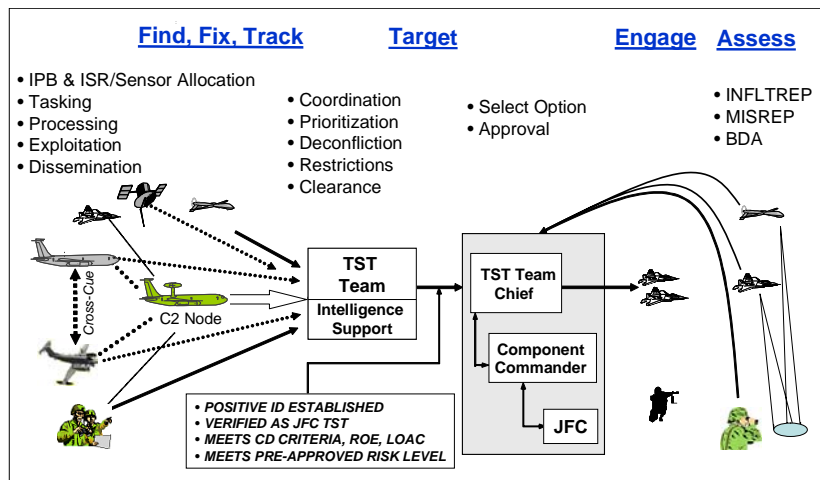 Find, Fix, Track
Target
Engage
Assess
• IPB & ISR/Sensor Allocation
• Tasking
• Processing
• Exploitation
• Dissemination
• Coordination
• Prioritization
• Deconfliction
• Restrictions
• Clearance
• Select Option
• Approval
• INFLTREP
• MISREP
• BDA
Cross-Cue
C2 Node
TST
Team
Intelligence
Support
TST Team
Chief
Component
Commander
JFC
• POSITIVE ID ESTABLISHED
• VERIFIED AS JFC TST
• MEETS CD CRITERIA, ROE, LOAC
• MEETS PRE-APPROVED RISK LEVEL